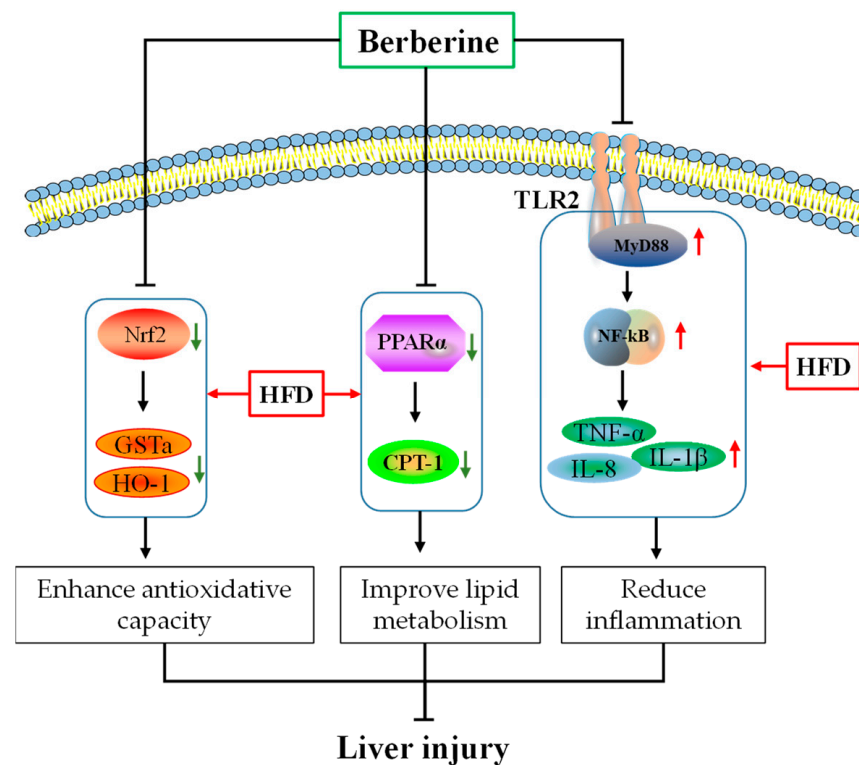 Berberine
TLR2
MyD88
Nrf2
PPARα
NF-kB
HFD
HFD
GSTa
HO-1
CPT-1
TNF-α
IL-8
IL-1β
Enhance antioxidative
capacity
Improve lipid
metabolism
Reduce
inflammation
Liver injury